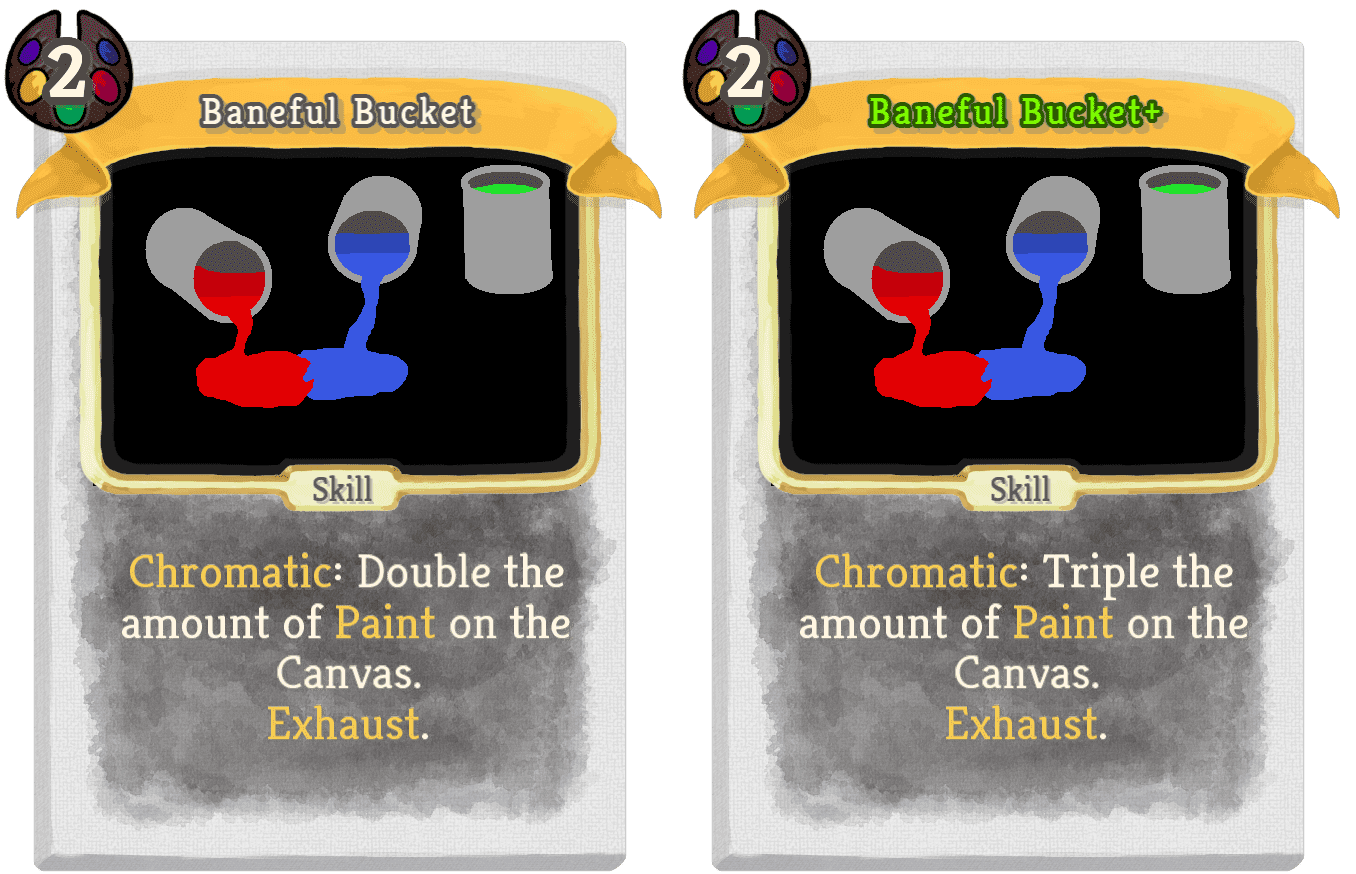 2
Baneful Bucket
Skill
Chromatic: Double the
amount of Paint on the
Canvas.
Exhaust.
2
Baneful Bucket+
Skill
Chromatic: Triple the
amount of Paint on the
Canvas.
Exhaust.